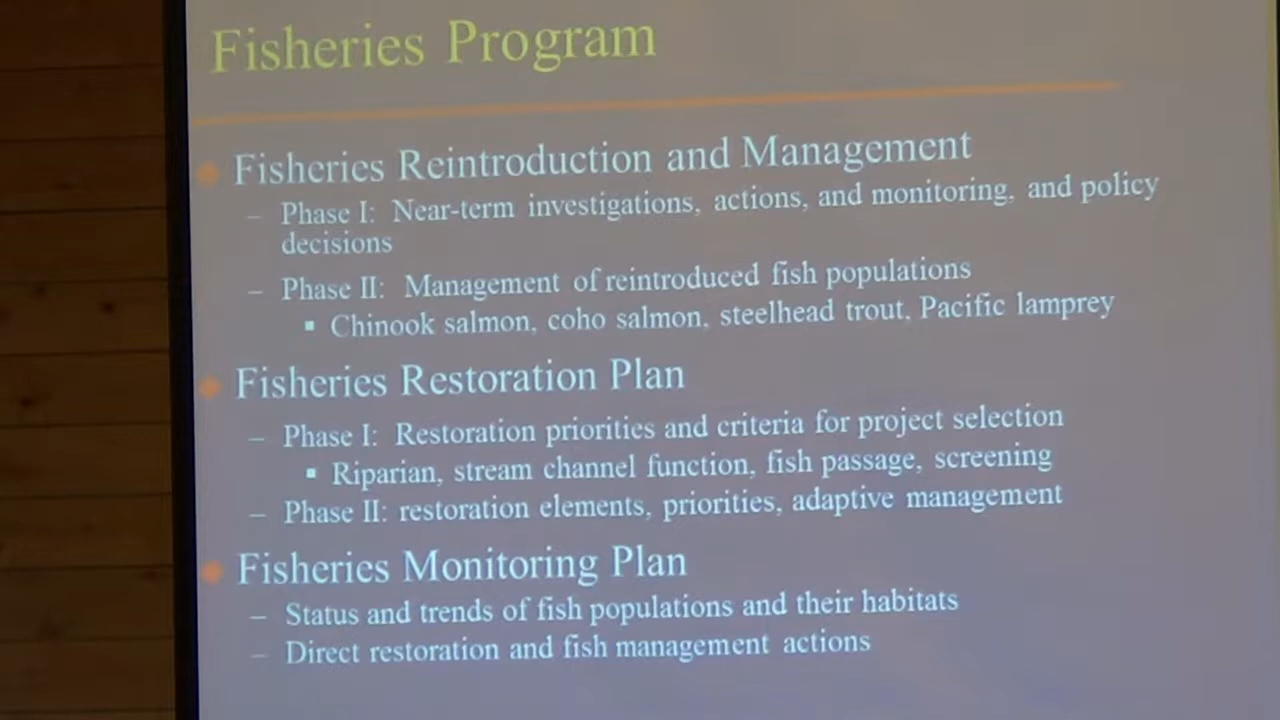 Fisheries Program
Fisheries Reintroduction and Management
– Phase I: Near-term investigations, actions, and monitoring, and policy
decisions
– Phase II: Management of reintroduced fish populations
▪ Chinook salmon, coho salmon, steelhead trout, Pacific lamprey
Fisheries Restoration Plan
– Phase I: Restoration priorities and criteria for project selection
▪ Riparian, stream channel function, fish passage, screening
– Phase II: restoration elements, priorities, adaptive management
Fisheries Monitoring Plan
– Status and trends of fish populations and their habitats
– Direct restoration and fish management actions